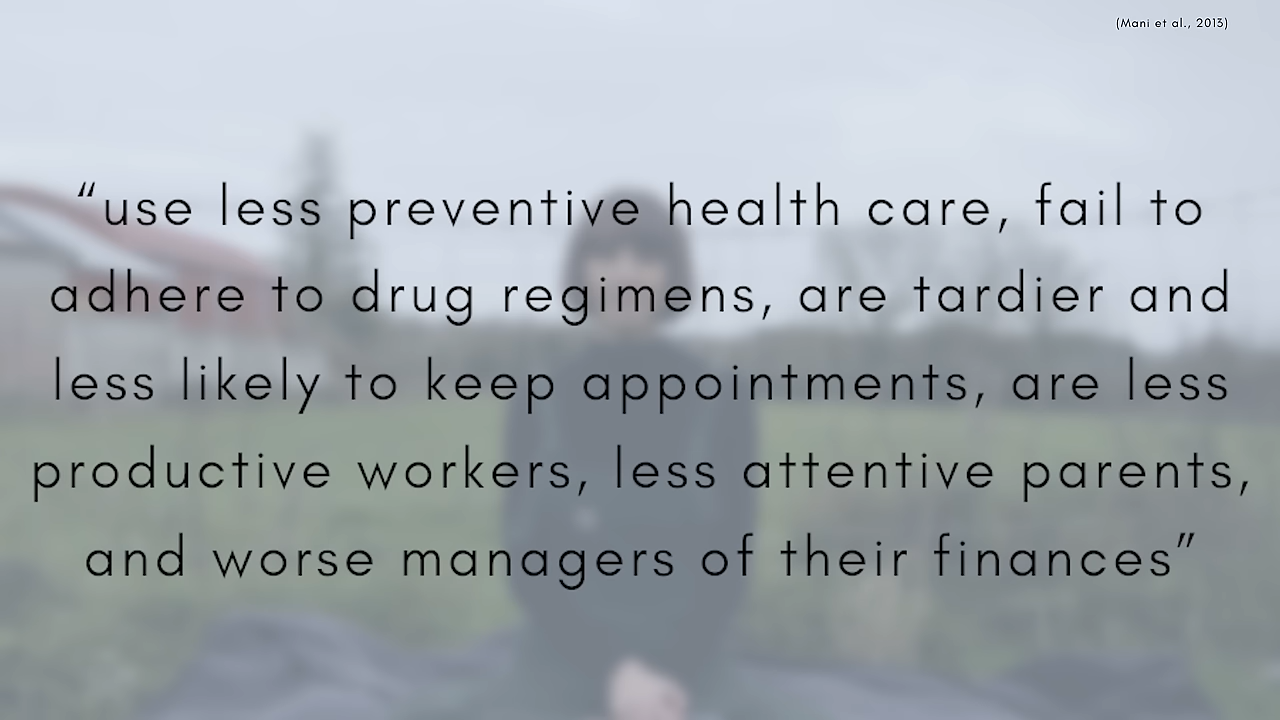 (Mani et al., 2013)
“use less preventive health care, fail to
adhere to drug regimens, are tardier and
less likely to keep appointments, are less
productive workers, less attentive parents,
and worse managers of their finances”